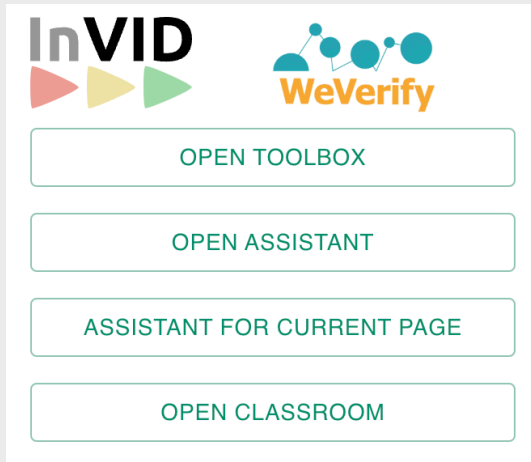 InVID
WeVerify
OPEN TOOLBOX
OPEN ASSISTANT
ASSISTANT FOR CURRENT PAGE
OPEN CLASSROOM